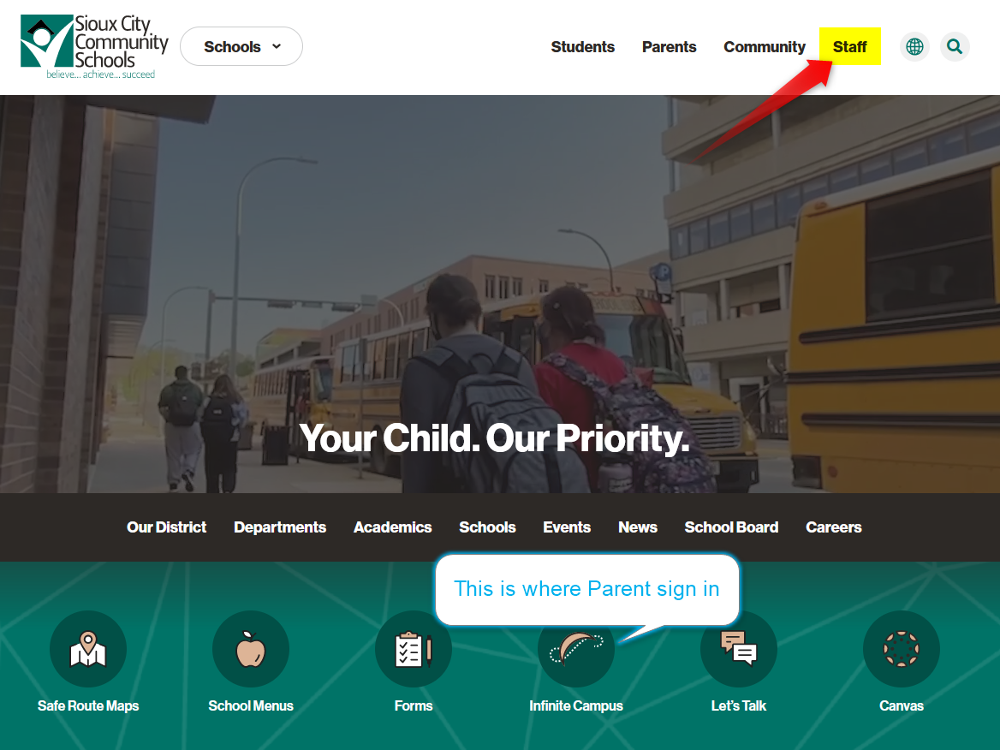 Sioux City
Community
Schools
believe... achieve... succeed
Schools
Students
Parents
Community
Staff
Your Child. Our Priority.
Our District
Departments
Academics
Schools
Events
News
School Board
Careers
This is where Parent sign in
Safe Route Maps
School Menus
Forms
Infinite Campus
Let's Talk
Canvas